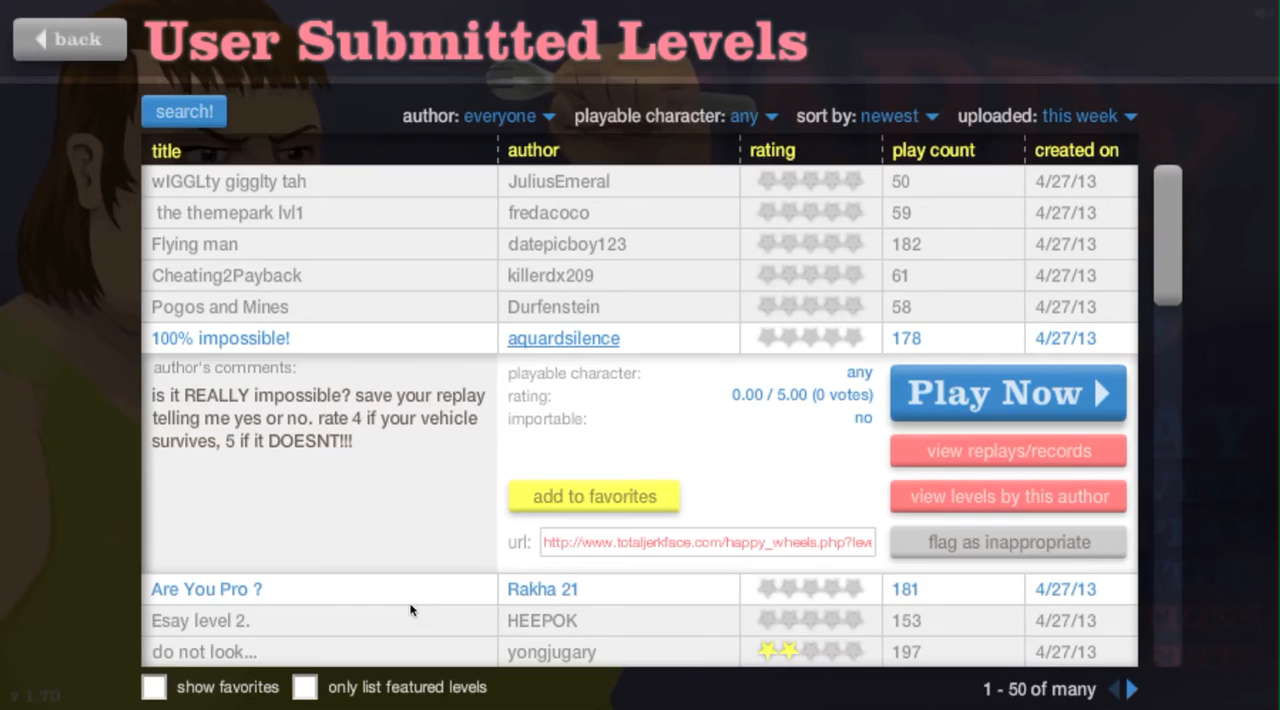 back
User Submitted Levels
search!
author: everyone playable character: any sort by: newest uploaded: this week
title author rating play count created on
wIGGLty gigglty tah JuliusEmeral 50 4/27/13
the themepark lvl1 fredacoco 59 4/27/13
Flying man datepicboy123 182 4/27/13
Cheating2Payback killerdx209 61 4/27/13
Pogos and Mines Durfenstein 58 4/27/13
100% impossible! aquardsilence 178 4/27/13
author's comments:
is it REALLY impossible? save your replay
telling me yes or no. rate 4 if your vehicle
survives, 5 if it DOESNT!!!
playable character: any
rating: 0.00 / 5.00 (0 votes)
importable: no
add to favorites
url: http://www.totaljerkface.com/happy_wheels.php?leve
Play Now
view replays/records
view levels by this author
flag as inappropriate
Are You Pro ? Rakha 21 181 4/27/13
Esay level 2. HEEPOK 153 4/27/13
do not look... yongjugary 197 4/27/13
show favorites only list featured levels 1 - 50 of many
v 1.70